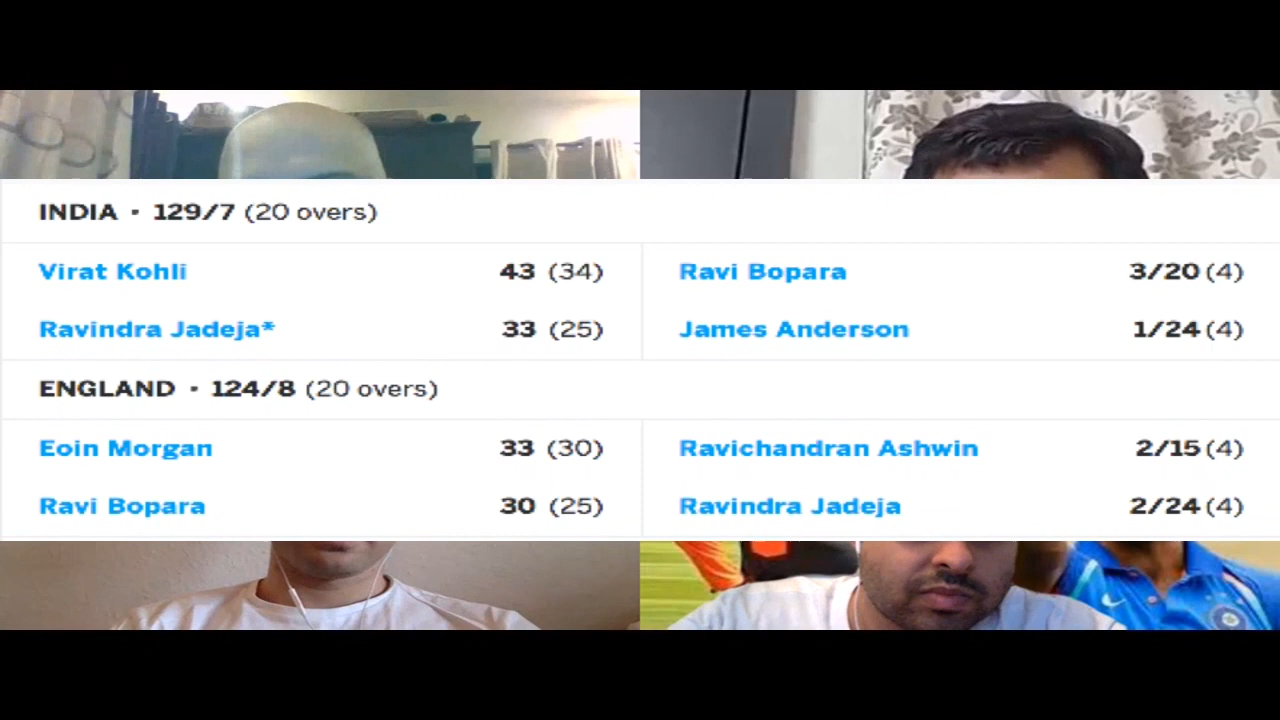 INDIA · 129/7 (20 overs)
Virat Kohli 43 (34) Ravi Bopara 3/20 (4)
Ravindra Jadeja* 33 (25) James Anderson 1/24 (4)
ENGLAND · 124/8 (20 overs)
Eoin Morgan 33 (30) Ravichandran Ashwin 2/15 (4)
Ravi Bopara 30 (25) Ravindra Jadeja 2/24 (4)